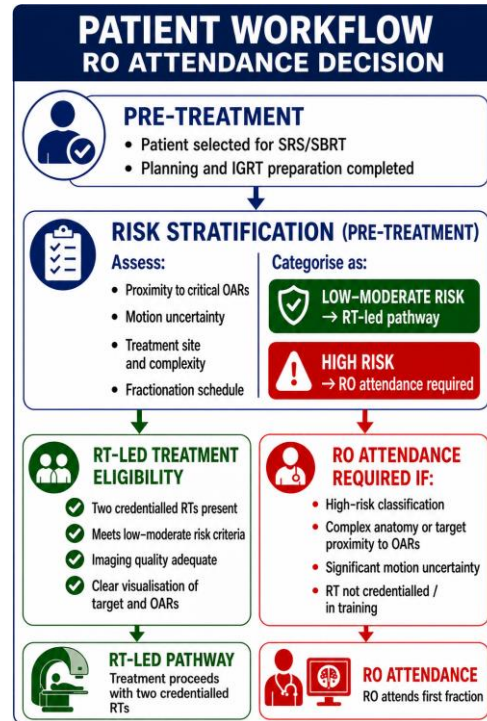 PATIENT WORKFLOW
RO ATTENDANCE DECISION
PRE-TREATMENT
• Patient selected for SRS/SBRT
• Planning and IGRT preparation completed
RISK STRATIFICATION (PRE-TREATMENT)
Assess:
• Proximity to critical OARs
• Motion uncertainty
• Treatment site
and complexity
• Fractionation schedule
Categorise as:
LOW–MODERATE RISK
→ RT-led pathway
HIGH RISK
→ RO attendance required
RT-LED TREATMENT
ELIGIBILITY
Two credentialled RTs present
Meets low–moderate risk criteria
Imaging quality adequate
Clear visualisation of
target and OARs
RO ATTENDANCE
REQUIRED IF:
• High-risk classification
• Complex anatomy or target
proximity to OARs
• Significant motion uncertainty
• RT not credentialled /
in training
RT-LED PATHWAY
Treatment proceeds
with two credentialled
RTs
RO ATTENDANCE
RO attends first fraction